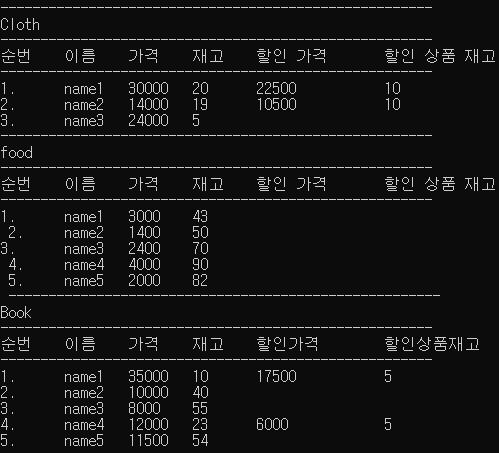 ------------------------------------------------------
Cloth
------------------------------------------------------
순번 이름 가격 재고 할인 가격 할인 상품 재고
------------------------------------------------------
1. name1 30000 20 22500 10
2. name2 14000 19 10500 10
3. name3 24000 5
------------------------------------------------------
food
------------------------------------------------------
순번 이름 가격 재고 할인 가격 할인 상품 재고
------------------------------------------------------
1. name1 3000 43
2. name2 1400 50
3. name3 2400 70
4. name4 4000 90
5. name5 2000 82
------------------------------------------------------
Book
------------------------------------------------------
순번 이름 가격 재고 할인가격 할인상품재고
------------------------------------------------------
1. name1 35000 10 17500 5
2. name2 10000 40
3. name3 8000 55
4. name4 12000 23 6000 5
5. name5 11500 54